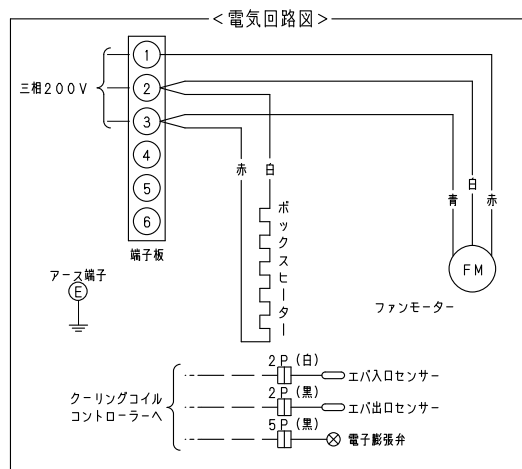 ＜電気回路図＞
三相２００Ｖ
1
2
3
4
5
6
端子板
アース端子
E
赤
白
ボックスヒーター
青
白
赤
FM
ファンモーター
クーリングコイル
コントローラーへ
２Ｐ(白)
エバ入口センサー
２Ｐ(黒)
エバ出口センサー
５Ｐ(黒)
電子膨張弁